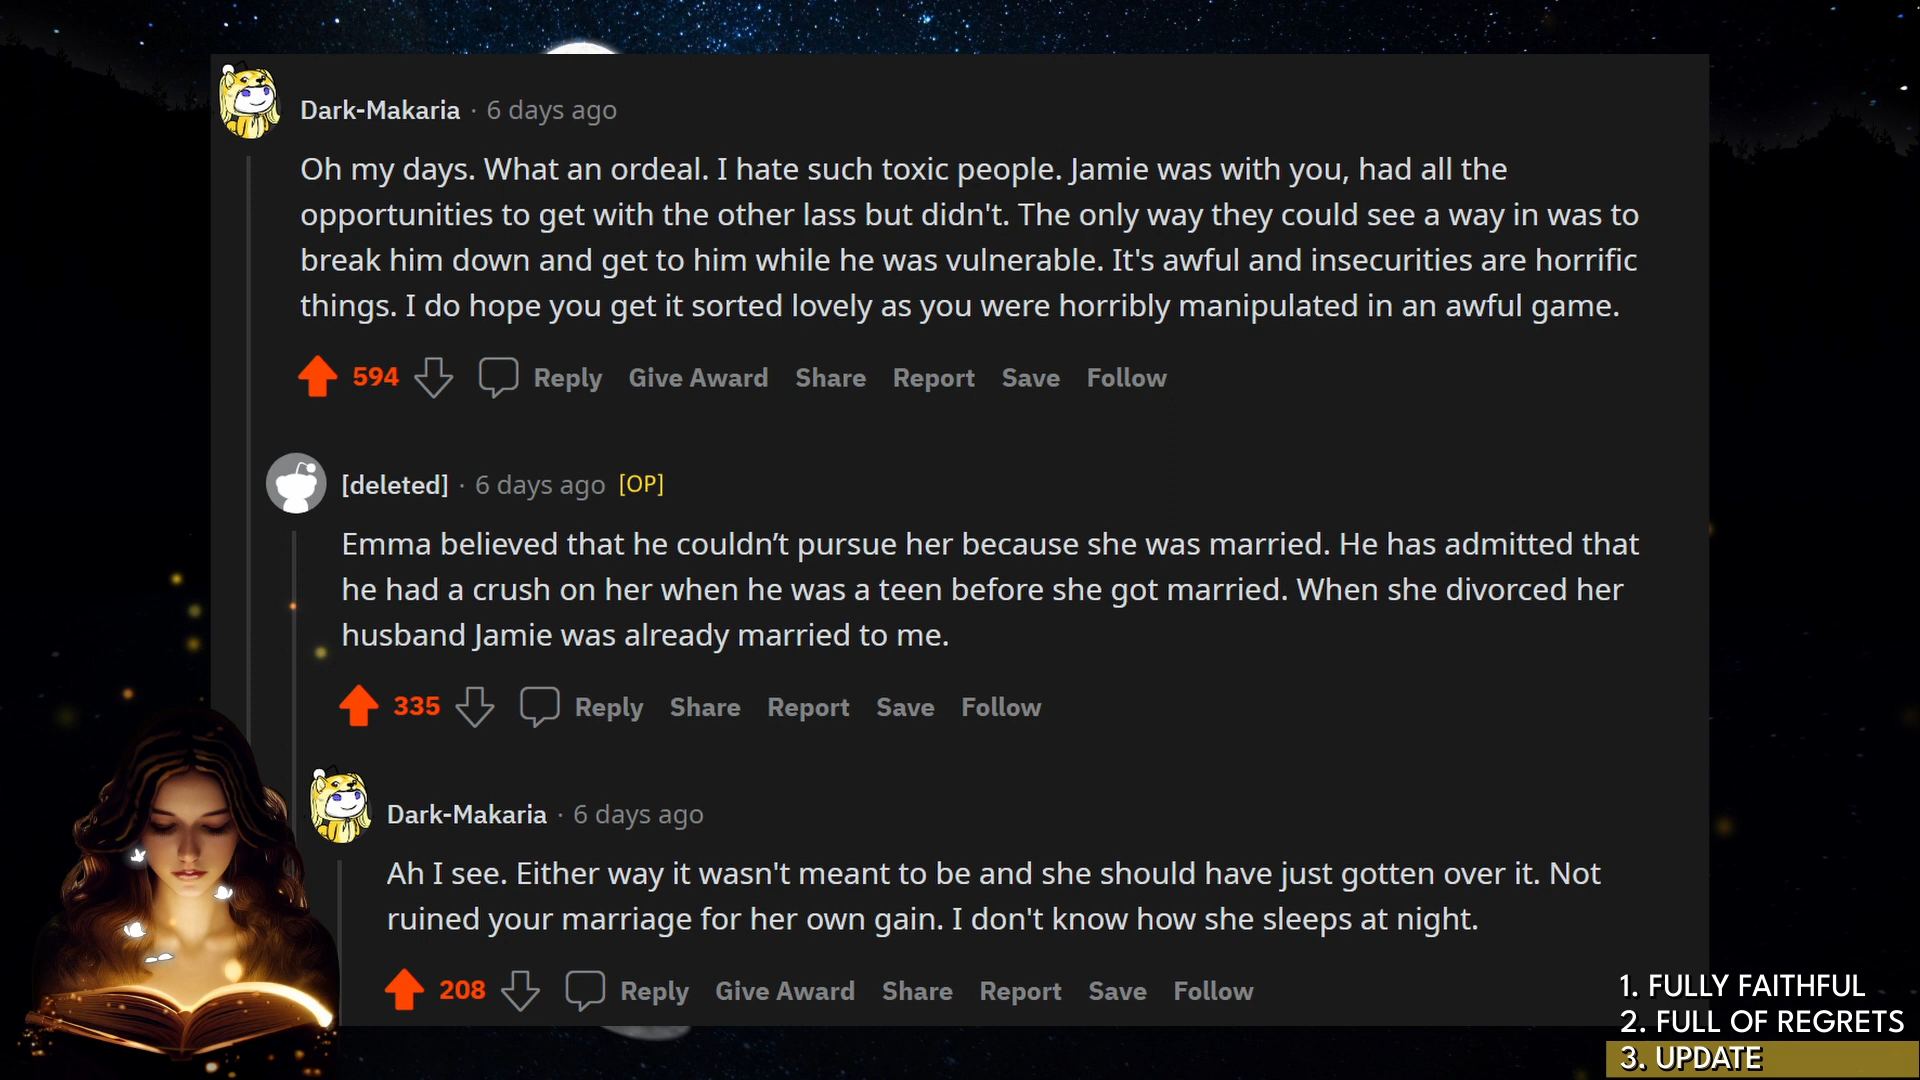 Dark-Makaria · 6 days ago
Oh my days. What an ordeal. I hate such toxic people. Jamie was with you, had all the
opportunities to get with the other lass but didn't. The only way they could see a way in was to
break him down and get to him while he was vulnerable. It's awful and insecurities are horrific
things. I do hope you get it sorted lovely as you were horribly manipulated in an awful game.
594 Reply Give Award Share Report Save Follow
[deleted] · 6 days ago [OP]
Emma believed that he couldn’t pursue her because she was married. He has admitted that
he had a crush on her when he was a teen before she got married. When she divorced her
husband Jamie was already married to me.
335 Reply Share Report Save Follow
Dark-Makaria · 6 days ago
Ah I see. Either way it wasn't meant to be and she should have just gotten over it. Not
ruined your marriage for her own gain. I don't know how she sleeps at night.
208 Reply Give Award Share Report Save Follow
1. FULLY FAITHFUL
2. FULL OF REGRETS
3. UPDATE